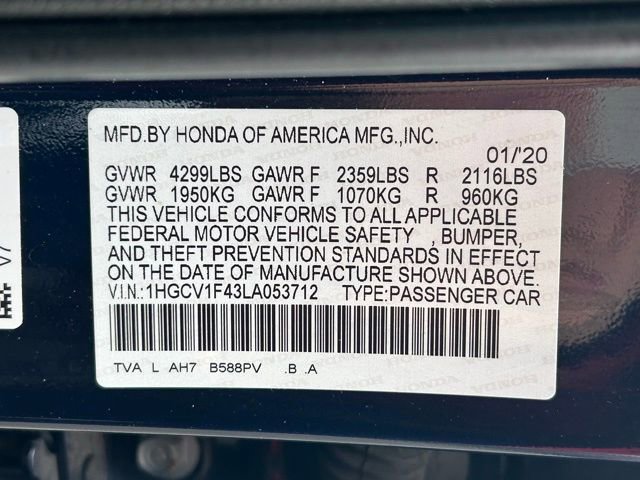 MFD.BY HONDA OF AMERICA MFG.,INC.
01/'20
GVWR 4299LBS GAWR F 2359LBS R 2116LBS
GVWR 1950KG GAWR F 1070KG R 960KG
THIS VEHICLE CONFORMS TO ALL APPLICABLE
FEDERAL MOTOR VEHICLE SAFETY , BUMPER,
AND THEFT PREVENTION STANDARDS IN EFFECT
ON THE DATE OF MANUFACTURE SHOWN ABOVE.
V.I.N.:1HGCV1F43LA053712 TYPE:PASSENGER CAR
TVA L AH7 B588PV .B .A
V7